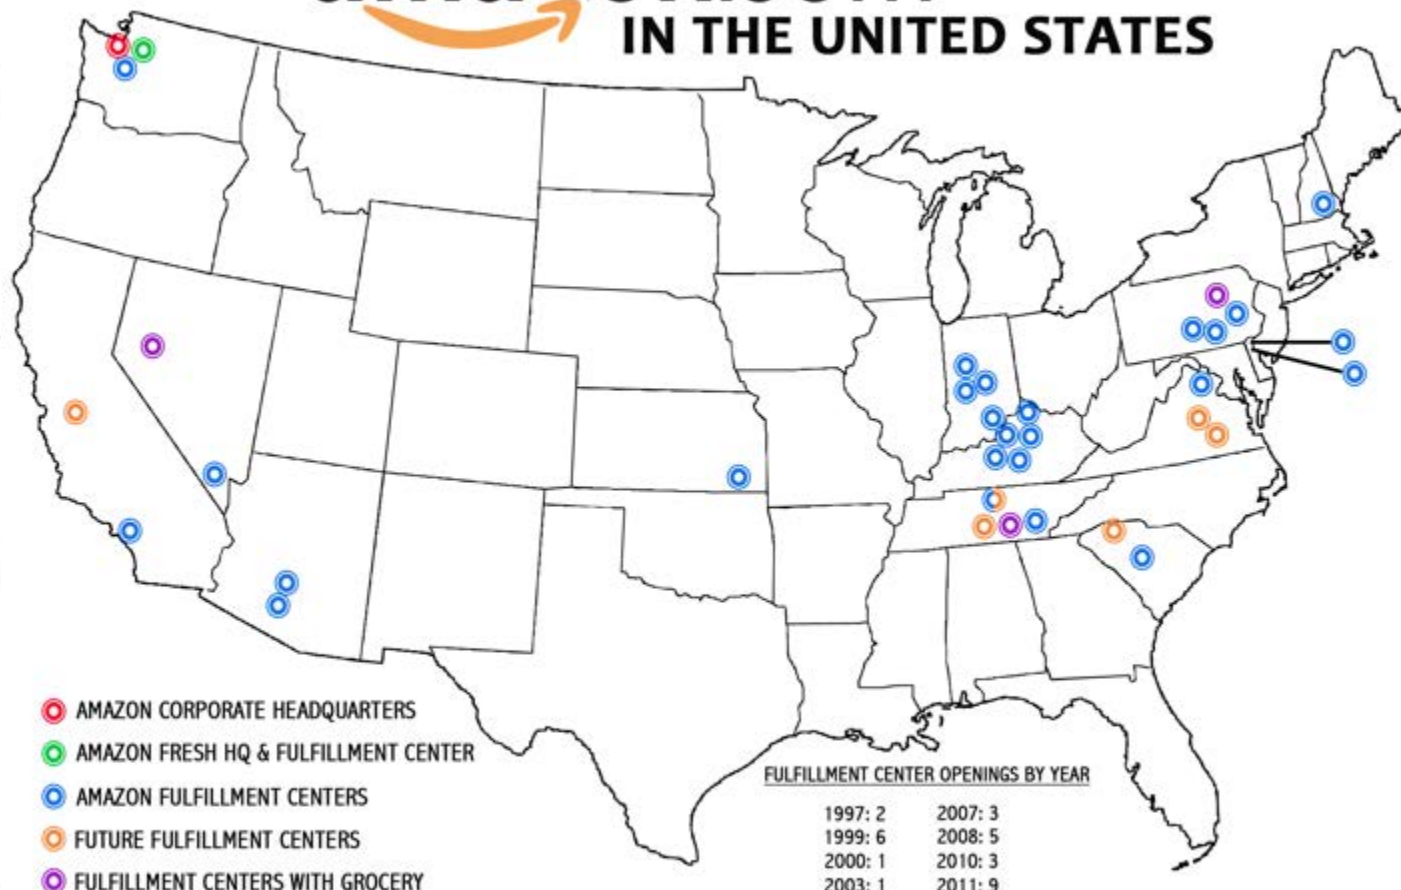 IN THE UNITED STATES
AMAZON CORPORATE HEADQUARTERS
AMAZON FRESH HQ & FULFILLMENT CENTER
AMAZON FULFILLMENT CENTERS
FUTURE FULFILLMENT CENTERS
FULFILLMENT CENTERS WITH GROCERY
FULFILLMENT CENTER OPENINGS BY YEAR
1997: 2 2007: 3
1999: 6 2008: 5
2000: 1 2010: 3
2003: 1 2011: 9